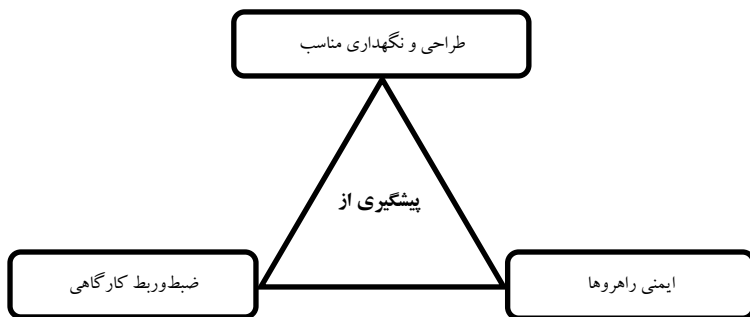 طراحی و نگهداری مناسب
پیشگیری از
ایمنی راهروها
ضبط‌وربط کارگاهی